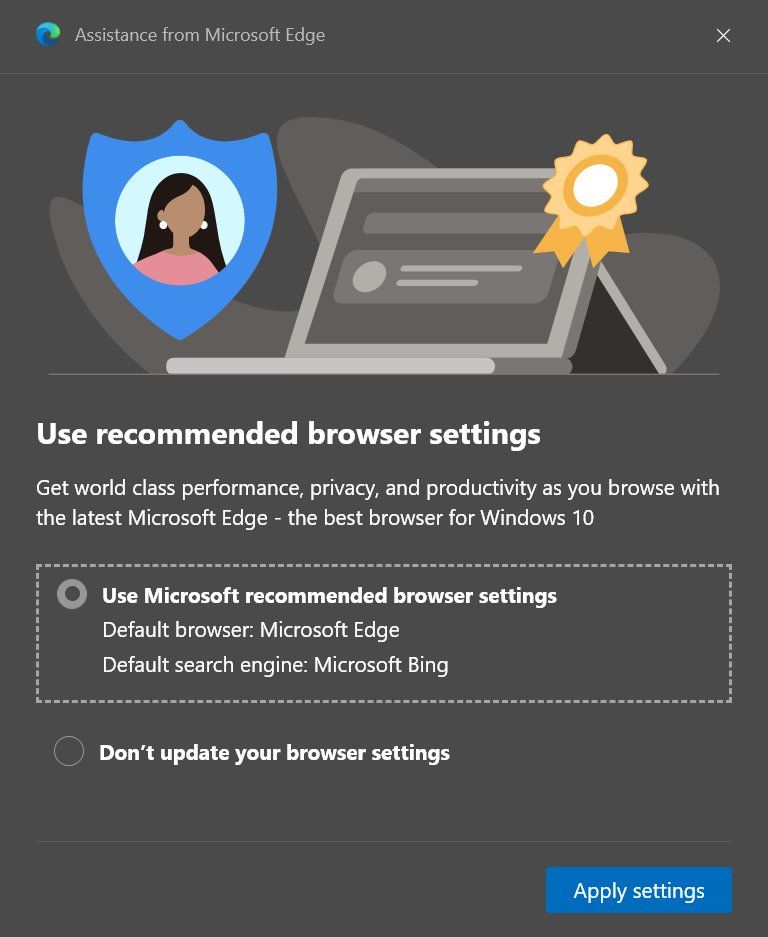 Assistance from Microsoft Edge
Use recommended browser settings
Get world class performance, privacy, and productivity as you browse with
the latest Microsoft Edge - the best browser for Windows 10
Use Microsoft recommended browser settings
Default browser: Microsoft Edge
Default search engine: Microsoft Bing
Don’t update your browser settings
Apply settings